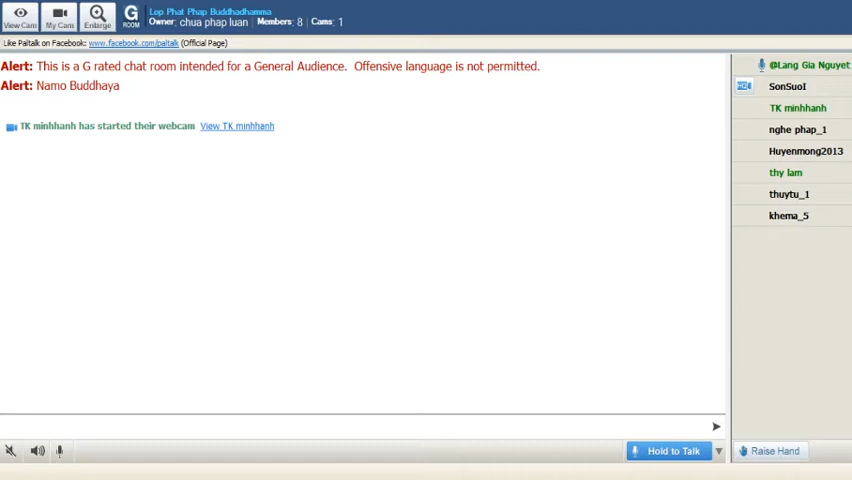 View Cam
My Cam
Enlarge
G
ROOM
Lop Phat Phap Buddhadhamma
Owner: chua phap luan Members: 8 Cams: 1
Like Paltalk on Facebook: www.facebook.com/paltalk (Official Page)
Alert: This is a G rated chat room intended for a General Audience. Offensive language is not permitted.
Alert: Namo Buddhaya
TK minhhanh has started their webcam View TK minhhanh
@Lang Gia Nguyet
HD
SonSuoI
TK minhhanh
nghe phap_1
Huyenmong2013
thy lam
thuytu_1
khema_5
Hold to Talk
Raise Hand